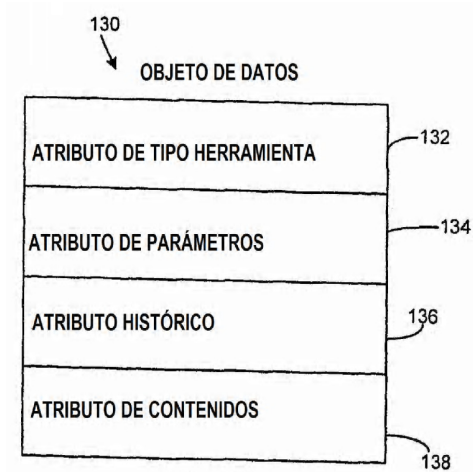 130
OBJETO DE DATOS
ATRIBUTO DE TIPO HERRAMIENTA
132
ATRIBUTO DE PARÁMETROS
134
ATRIBUTO HISTÓRICO
136
ATRIBUTO DE CONTENIDOS
138